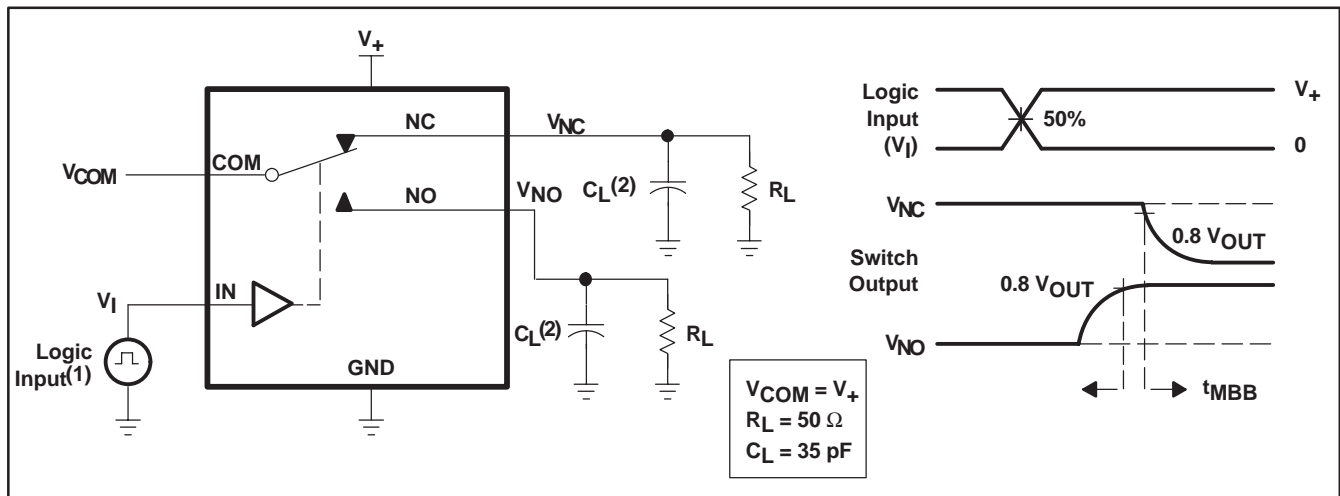 V+
NC
VNC
COM
VCOM
CL(2)
RL
NO
VNO
IN
VI
CL(2)
RL
Logic
Input(1)
GND
VCOM = V+
RL = 50 Ω
CL = 35 pF
Logic
Input
(VI)
V+
50%
0
VNC
0.8 VOUT
Switch
Output
0.8 VOUT
VNO
tMBB